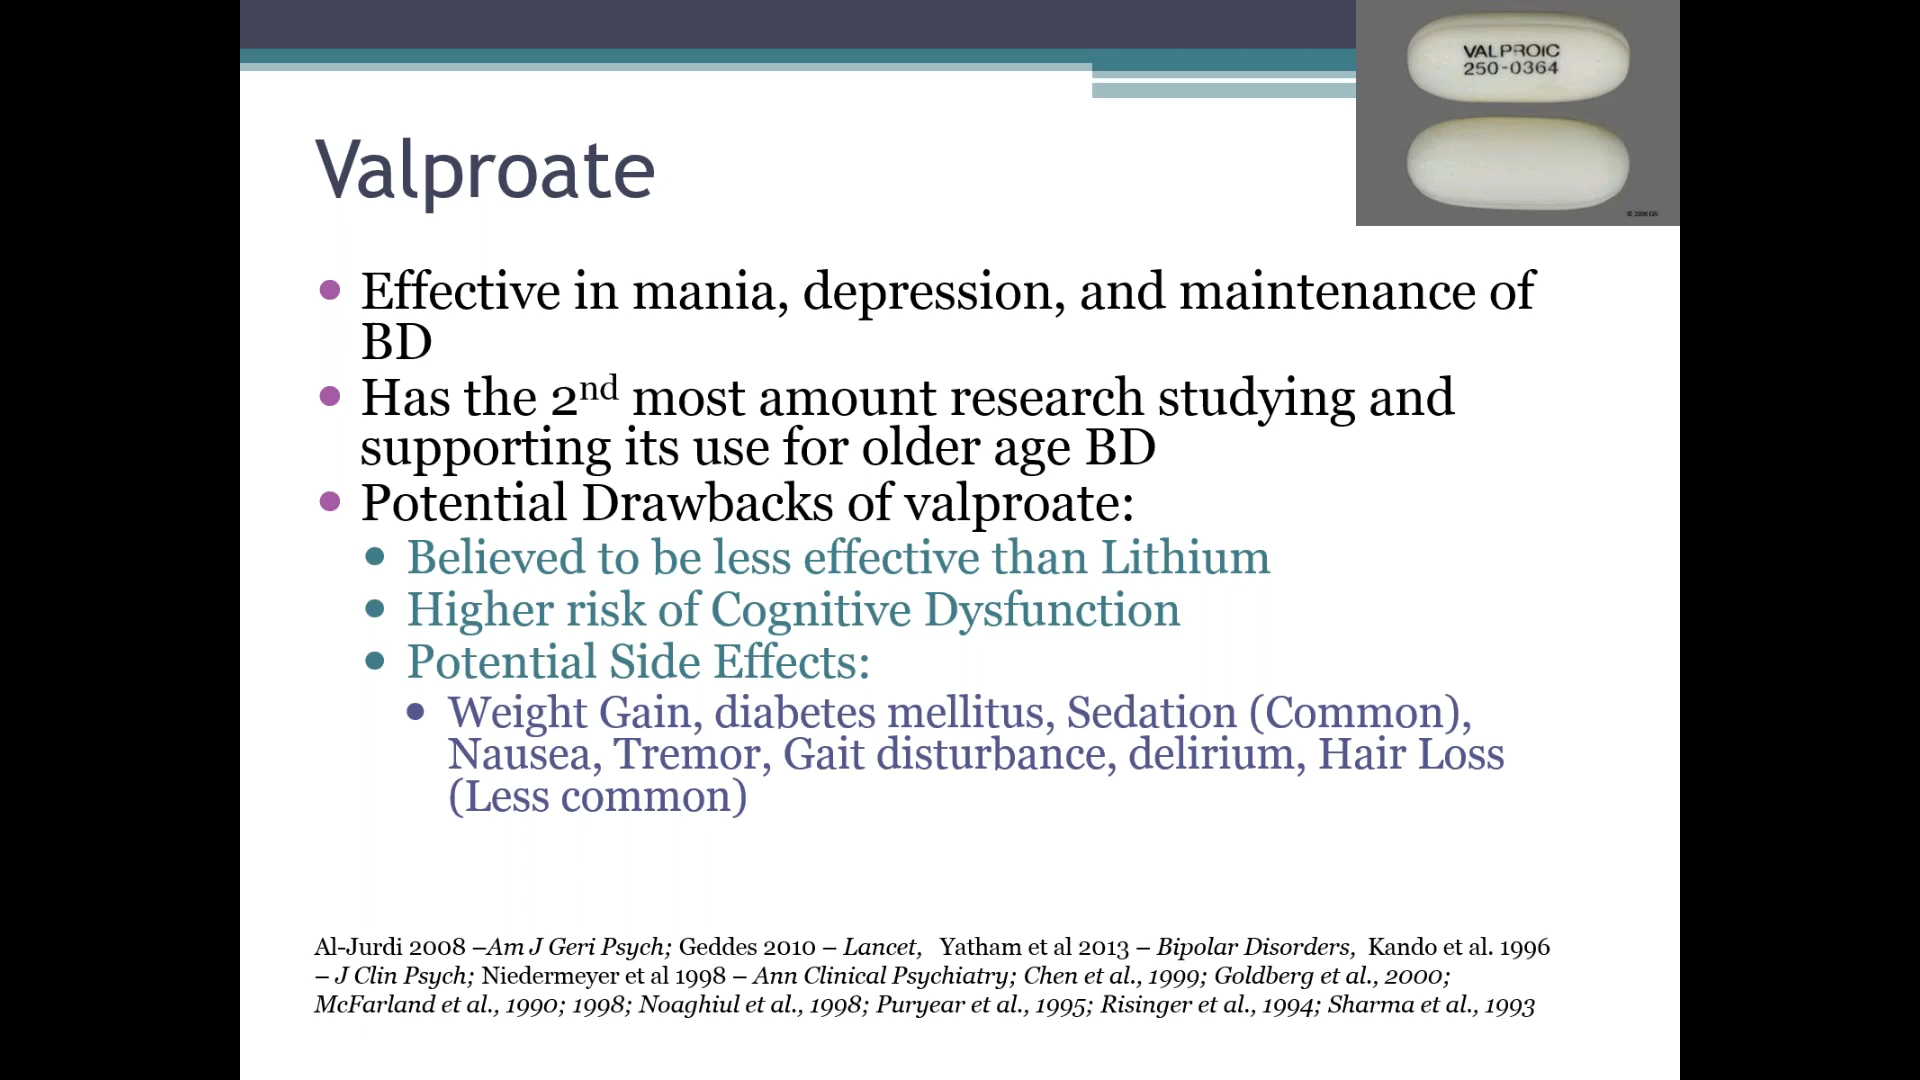 VALPROIC
250-0364
© 2006 GS
Valproate
Effective in mania, depression, and maintenance of
BD
Has the 2nd most amount research studying and
supporting its use for older age BD
Potential Drawbacks of valproate:
Believed to be less effective than Lithium
Higher risk of Cognitive Dysfunction
Potential Side Effects:
Weight Gain, diabetes mellitus, Sedation (Common),
Nausea, Tremor, Gait disturbance, delirium, Hair Loss
(Less common)
Al-Jurdi 2008 –Am J Geri Psych; Geddes 2010 – Lancet, Yatham et al 2013 – Bipolar Disorders, Kando et al. 1996
– J Clin Psych; Niedermeyer et al 1998 – Ann Clinical Psychiatry; Chen et al., 1999; Goldberg et al., 2000;
McFarland et al., 1990; 1998; Noaghiul et al., 1998; Puryear et al., 1995; Risinger et al., 1994; Sharma et al., 1993